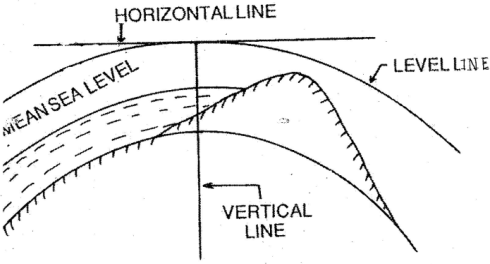 HORIZONTAL LINE
MEAN SEA LEVEL
LEVEL LINE
VERTICAL
LINE